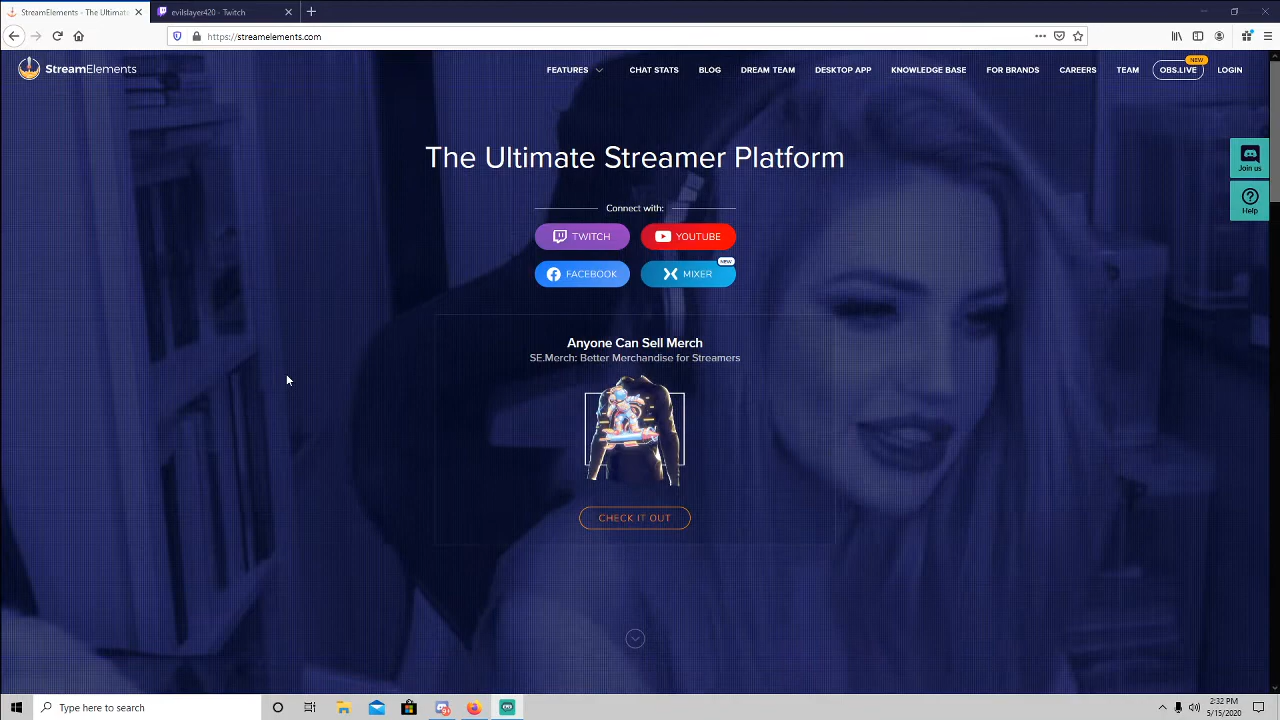 StreamElements - The Ultimate
evilslayer420 - Twitch
https://streamelements.com
StreamElements
FEATURES
CHAT STATS
BLOG
DREAM TEAM
DESKTOP APP
KNOWLEDGE BASE
FOR BRANDS
CAREERS
TEAM
NEW
OBS.LIVE
LOGIN
The Ultimate Streamer Platform
Connect with:
TWITCH
YOUTUBE
FACEBOOK
NEW
MIXER
Join us
Help
Anyone Can Sell Merch
SE.Merch: Better Merchandise for Streamers
CHECK IT OUT
Type here to search
2:32 PM
5/15/2020